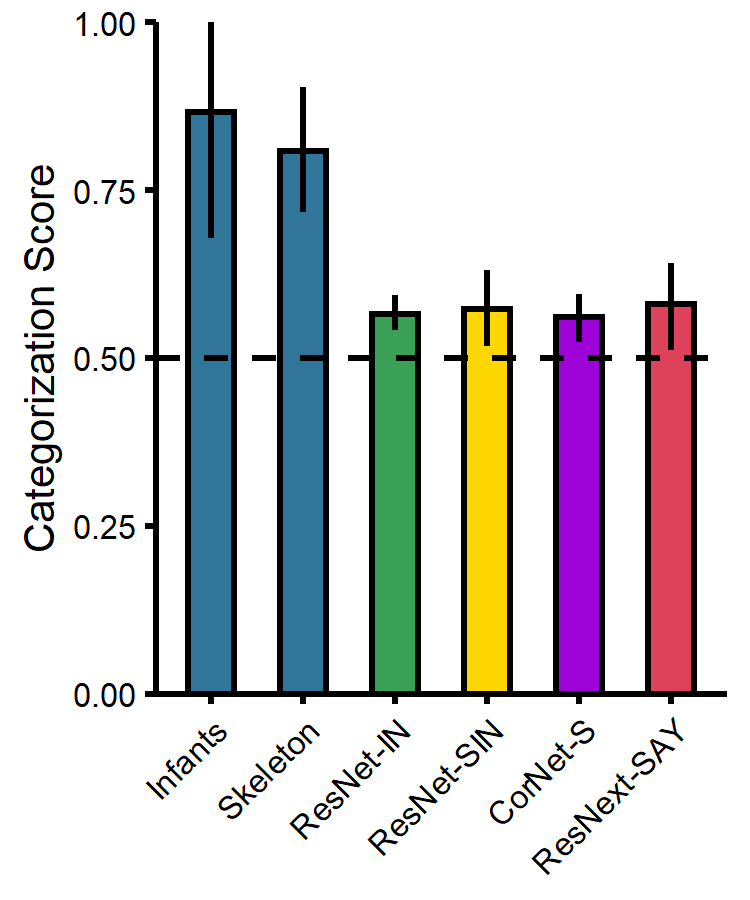 Categorization Score
1.00
0.75
0.50
0.25
0.00
Infants
Skeleton
ResNet-IN
ResNet-SIN
CorNet-S
ResNext-SAY